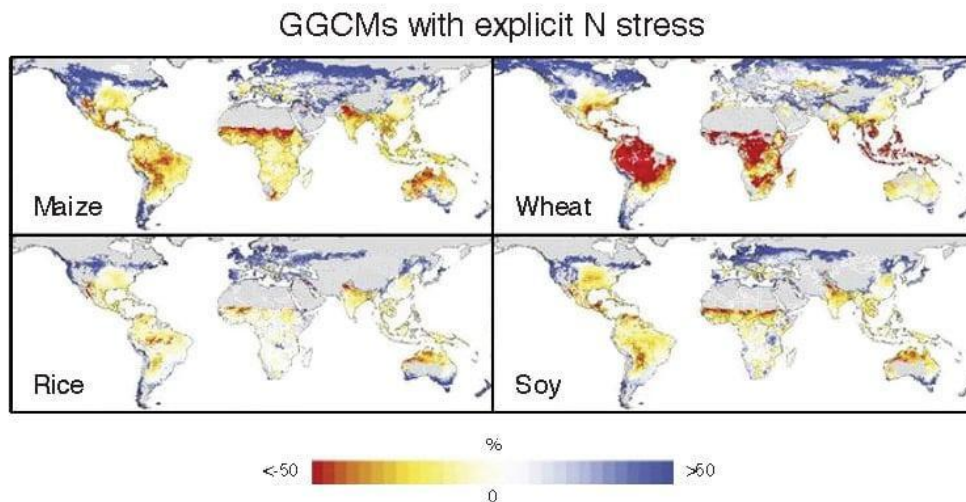 GGCMs with explicit N stress
Maize
Wheat
Rice
Soy
%
<-50
>50
0